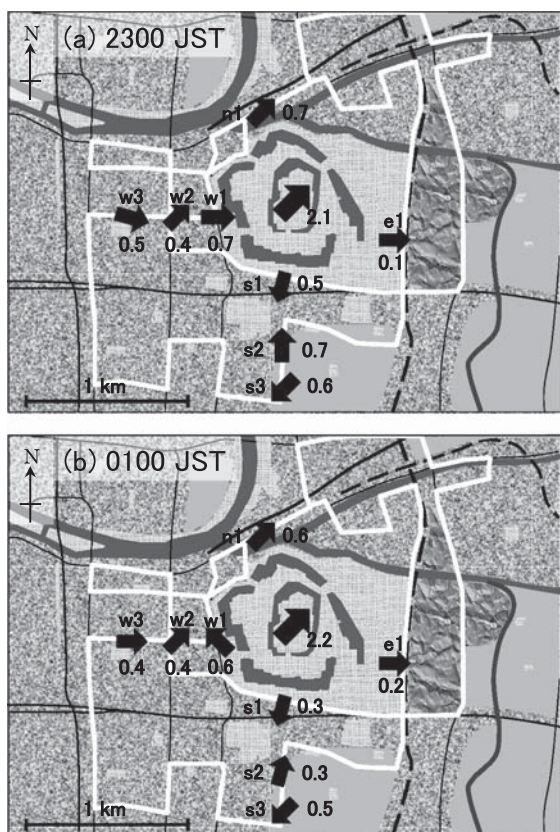 (a) 2300 JST
N
n1 0.7
w3 w2 w1
0.5 0.4 0.7
2.1
e1
0.1
s1 0.5
s2 0.7
s3 0.6
1 km
(b) 0100 JST
N
n1 0.6
w3 w2 w1
0.4 0.4 0.6
2.2
e1
0.2
s1 0.3
s2 0.3
s3 0.5
1 km